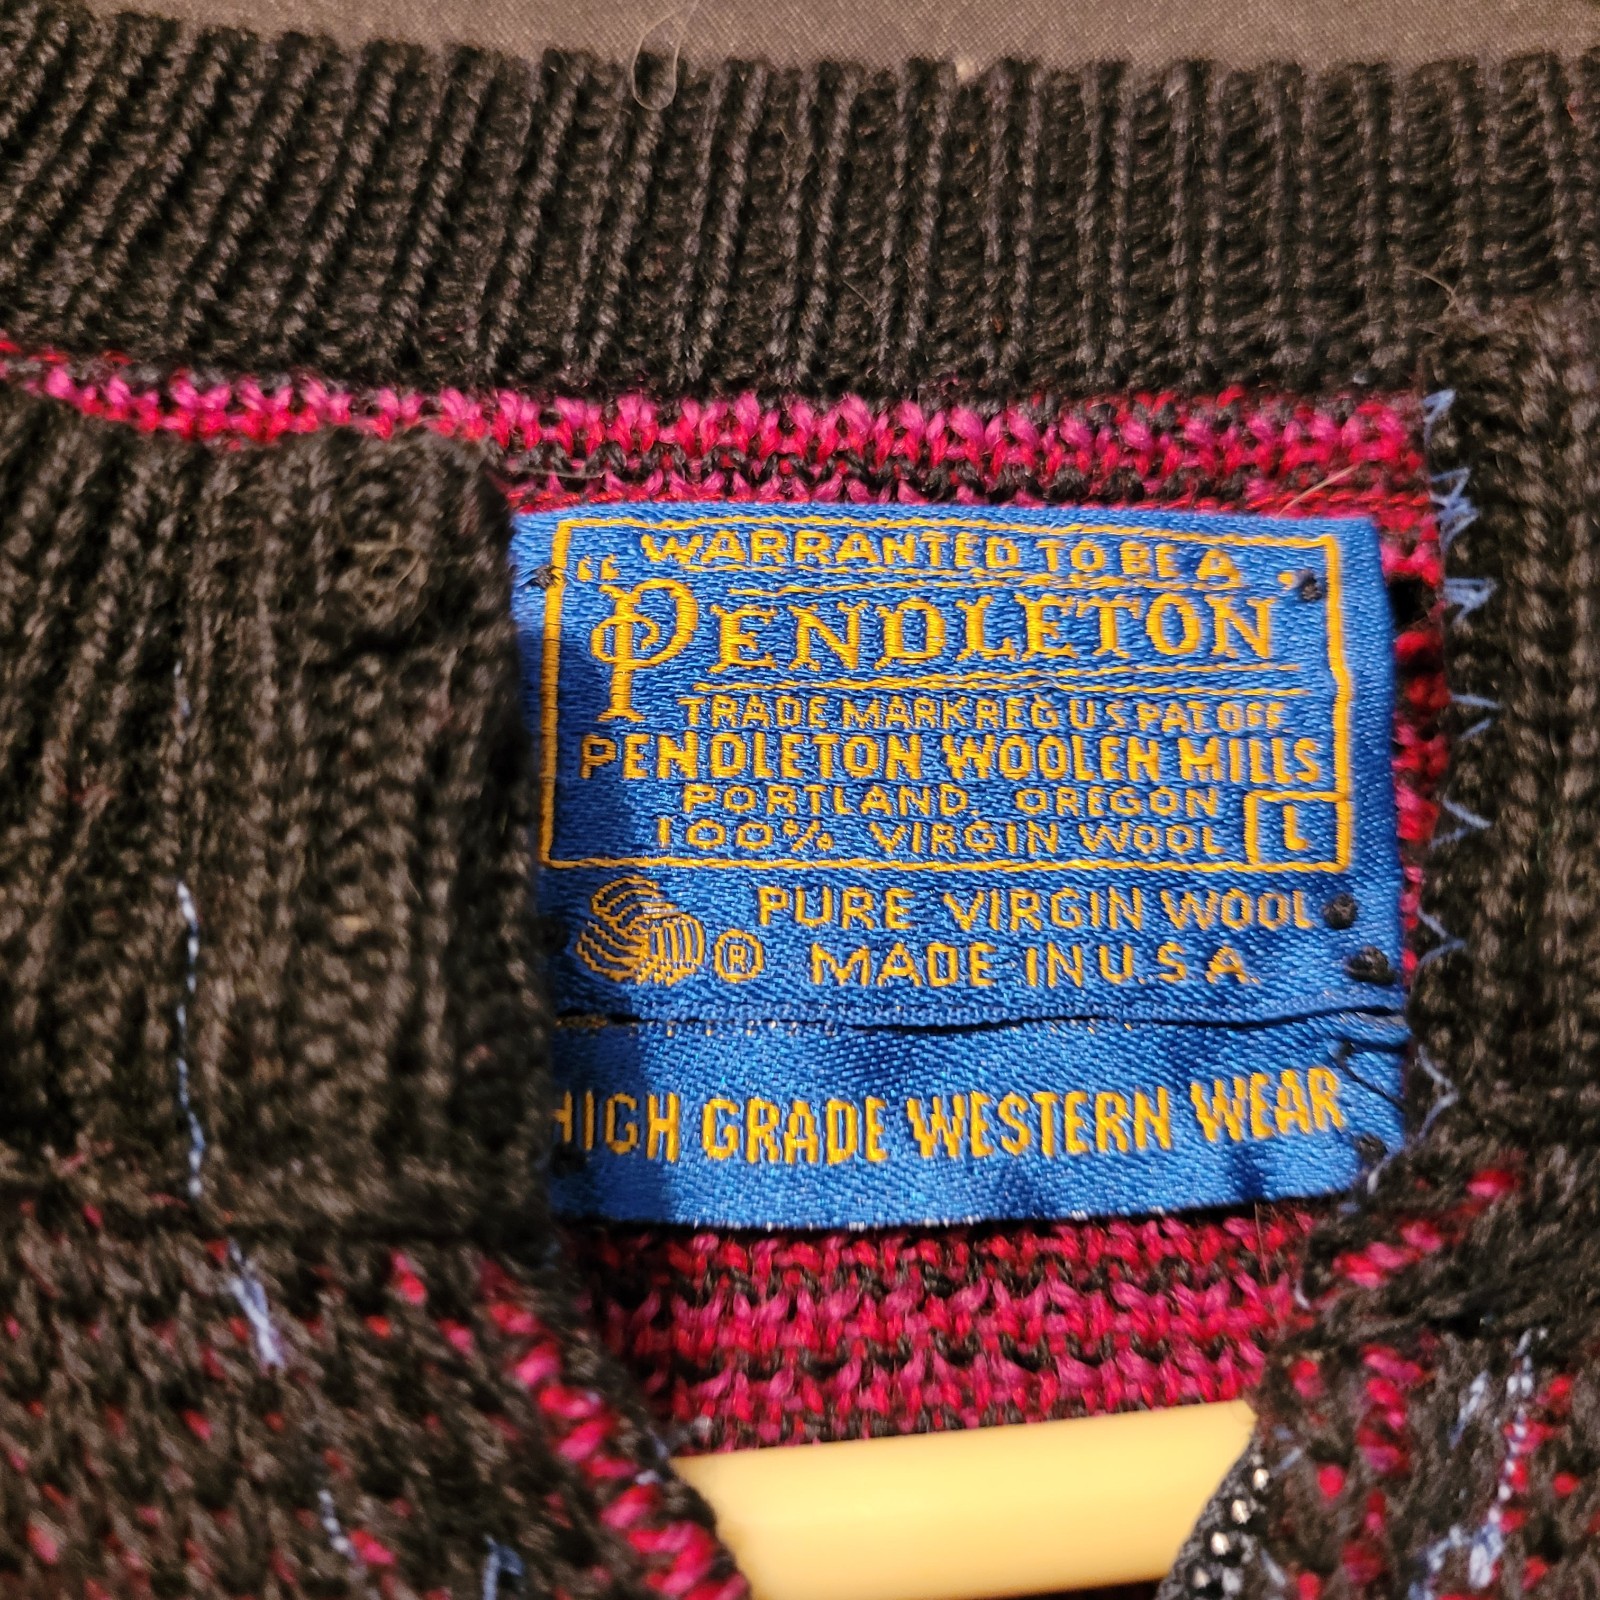 "WARRANTED TO BE A"
PENDLETON
TRADE MARK REG U S PAT OFF
PENDLETON WOOLEN MILLS
PORTLAND, OREGON
100% VIRGIN WOOL L
PURE VIRGIN WOOL
® MADE IN U.S.A.
HIGH GRADE WESTERN WEAR